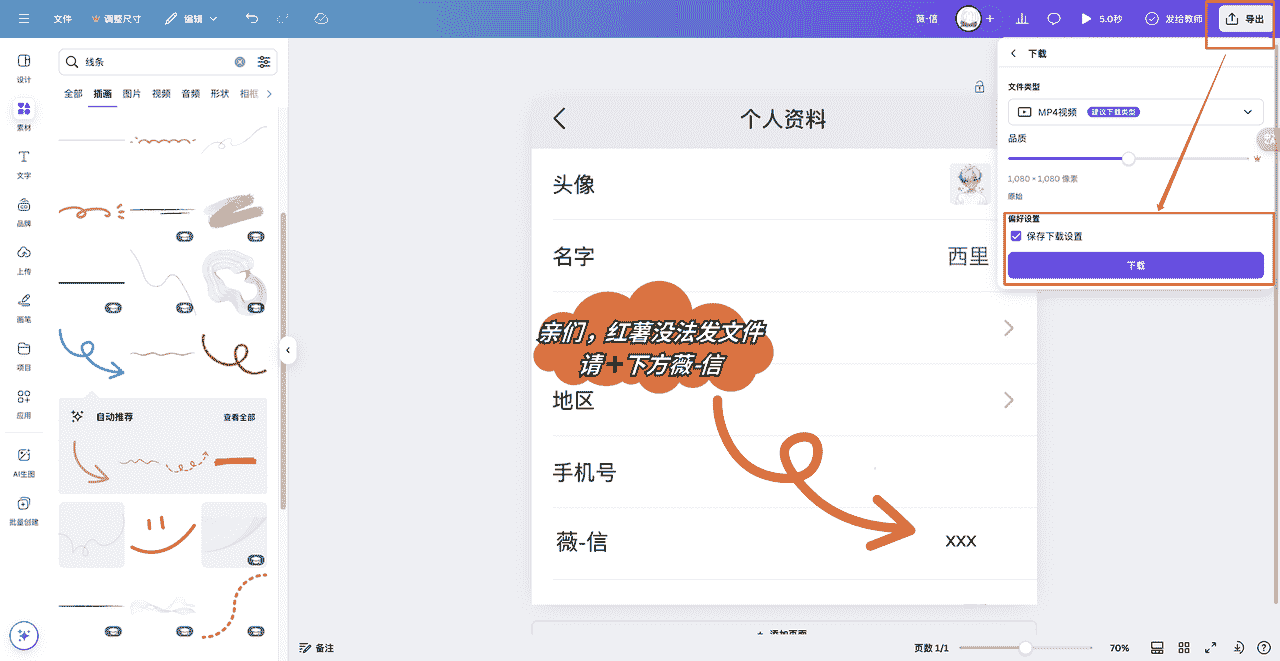 文件
调整尺寸
编辑
薇-信
5.0秒
发给教师
导出
设计
素材
文字
品牌
上传
画笔
项目
应用
AI生图
批量创建
线条
全部 插画 图片 视频 音频 形状 相框
自动推荐
查看全部
个人资料
头像
名字
西里
亲们，红薯没法发文件
请+下方薇-信
地区
手机号
薇-信
xxx
添加页面
下载
文件类型
MP4视频
建议下载类型
品质
1,080 × 1,080 像素
原始
偏好设置
保存下载设置
下载
备注
页数 1/1
70%